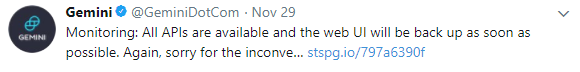 Gemini @GeminiDotCom · Nov 29
Monitoring: All APIs are available and the web UI will be back up as soon as
possible. Again, sorry for the inconve... stspg.io/797a6390f
GEMINI